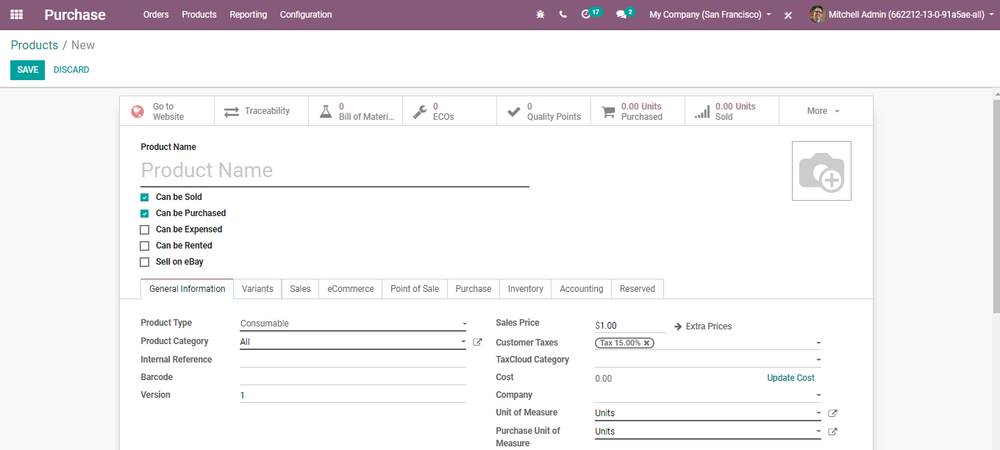 Purchase Orders Products Reporting Configuration 17 2 My Company (San Francisco) Mitchell Admin (662212-13-0-91a5ae-all)
Products / New
SAVE DISCARD
Go to Website
Traceability
0 Bill of Materi...
0 ECOs
0 Quality Points
0.00 Units Purchased
0.00 Units Sold
More
Product Name
Product Name
Can be Sold
Can be Purchased
Can be Expensed
Can be Rented
Sell on eBay
General Information Variants Sales eCommerce Point of Sale Purchase Inventory Accounting Reserved
Product Type Consumable
Product Category All
Internal Reference
Barcode
Version 1
Sales Price $1.00 Extra Prices
Customer Taxes Tax 15.00%
TaxCloud Category
Cost 0.00 Update Cost
Company
Unit of Measure Units
Purchase Unit of Measure Units